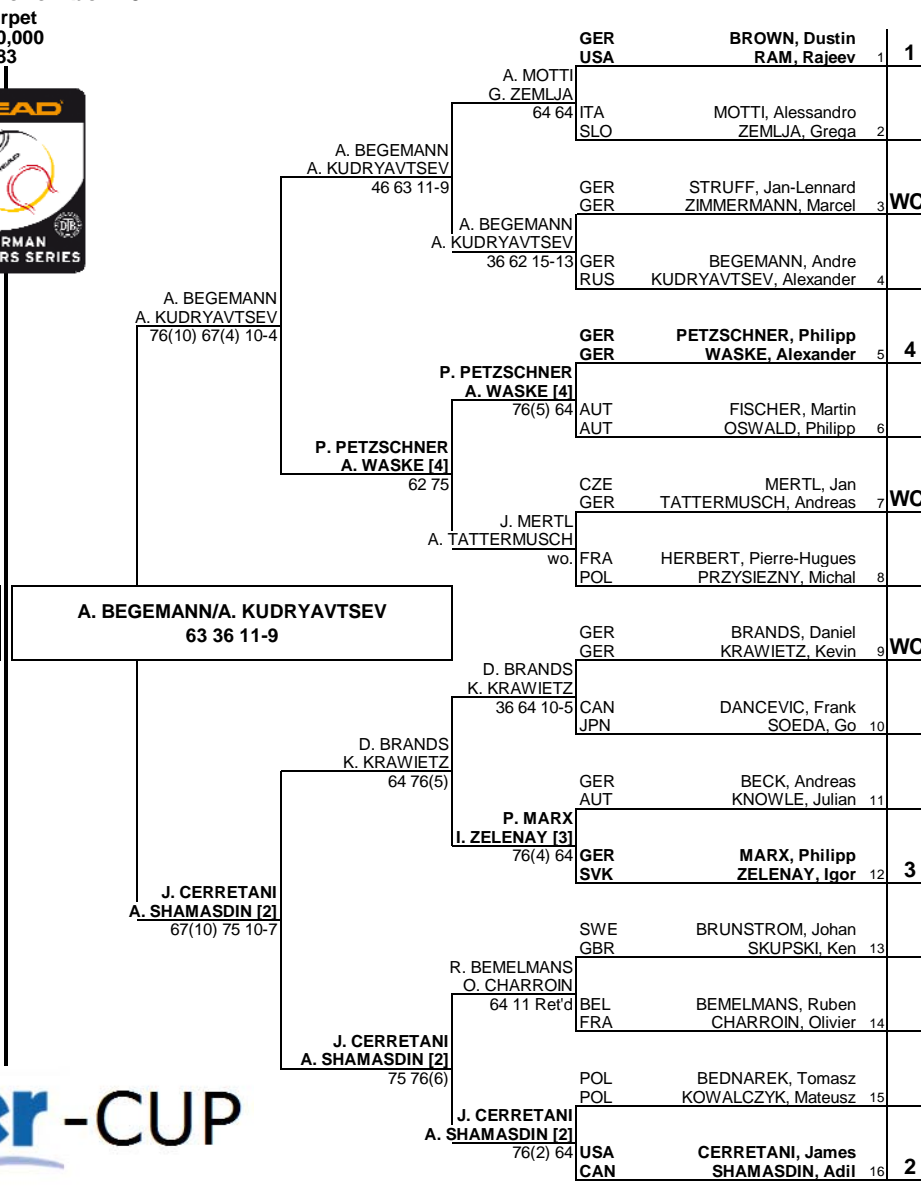 rpet
0,000
33
EAD
RMAN
RS SERIES
GER BROWN, Dustin
USA RAM, Rajeev 1 1
A. MOTTI
G. ZEMLJA
64 64
ITA MOTTI, Alessandro
SLO ZEMLJA, Grega 2
A. BEGEMANN
A. KUDRYAVTSEV
46 63 11-9
GER STRUFF, Jan-Lennard
GER ZIMMERMANN, Marcel 3 WC
A. BEGEMANN
A. KUDRYAVTSEV
36 62 15-13
GER BEGEMANN, Andre
RUS KUDRYAVTSEV, Alexander 4
A. BEGEMANN
A. KUDRYAVTSEV
76(10) 67(4) 10-4
GER PETZSCHNER, Philipp
GER WASKE, Alexander 5 4
P. PETZSCHNER
A. WASKE [4]
76(5) 64
AUT FISCHER, Martin
AUT OSWALD, Philipp 6
P. PETZSCHNER
A. WASKE [4]
62 75
CZE MERTL, Jan
GER TATTERMUSCH, Andreas 7 WC
J. MERTL
A. TATTERMUSCH
wo.
FRA HERBERT, Pierre-Hugues
POL PRZYSIEZNY, Michal 8
A. BEGEMANN/A. KUDRYAVTSEV
63 36 11-9
GER BRANDS, Daniel
GER KRAWIETZ, Kevin 9 WC
D. BRANDS
K. KRAWIETZ
36 64 10-5
CAN DANCEVIC, Frank
JPN SOEDA, Go 10
D. BRANDS
K. KRAWIETZ
64 76(5)
GER BECK, Andreas
AUT KNOWLE, Julian 11
P. MARX
I. ZELENAY [3]
76(4) 64
GER MARX, Philipp
SVK ZELENAY, Igor 12 3
J. CERRETANI
A. SHAMASDIN [2]
67(10) 75 10-7
SWE BRUNSTROM, Johan
GBR SKUPSKI, Ken 13
R. BEMELMANS
O. CHARROIN
64 11 Ret'd
BEL BEMELMANS, Ruben
FRA CHARROIN, Olivier 14
J. CERRETANI
A. SHAMASDIN [2]
75 76(6)
POL BEDNAREK, Tomasz
POL KOWALCZYK, Mateusz 15
J. CERRETANI
A. SHAMASDIN [2]
76(2) 64
USA CERRETANI, James
CAN SHAMASDIN, Adil 16 2
er-CUP